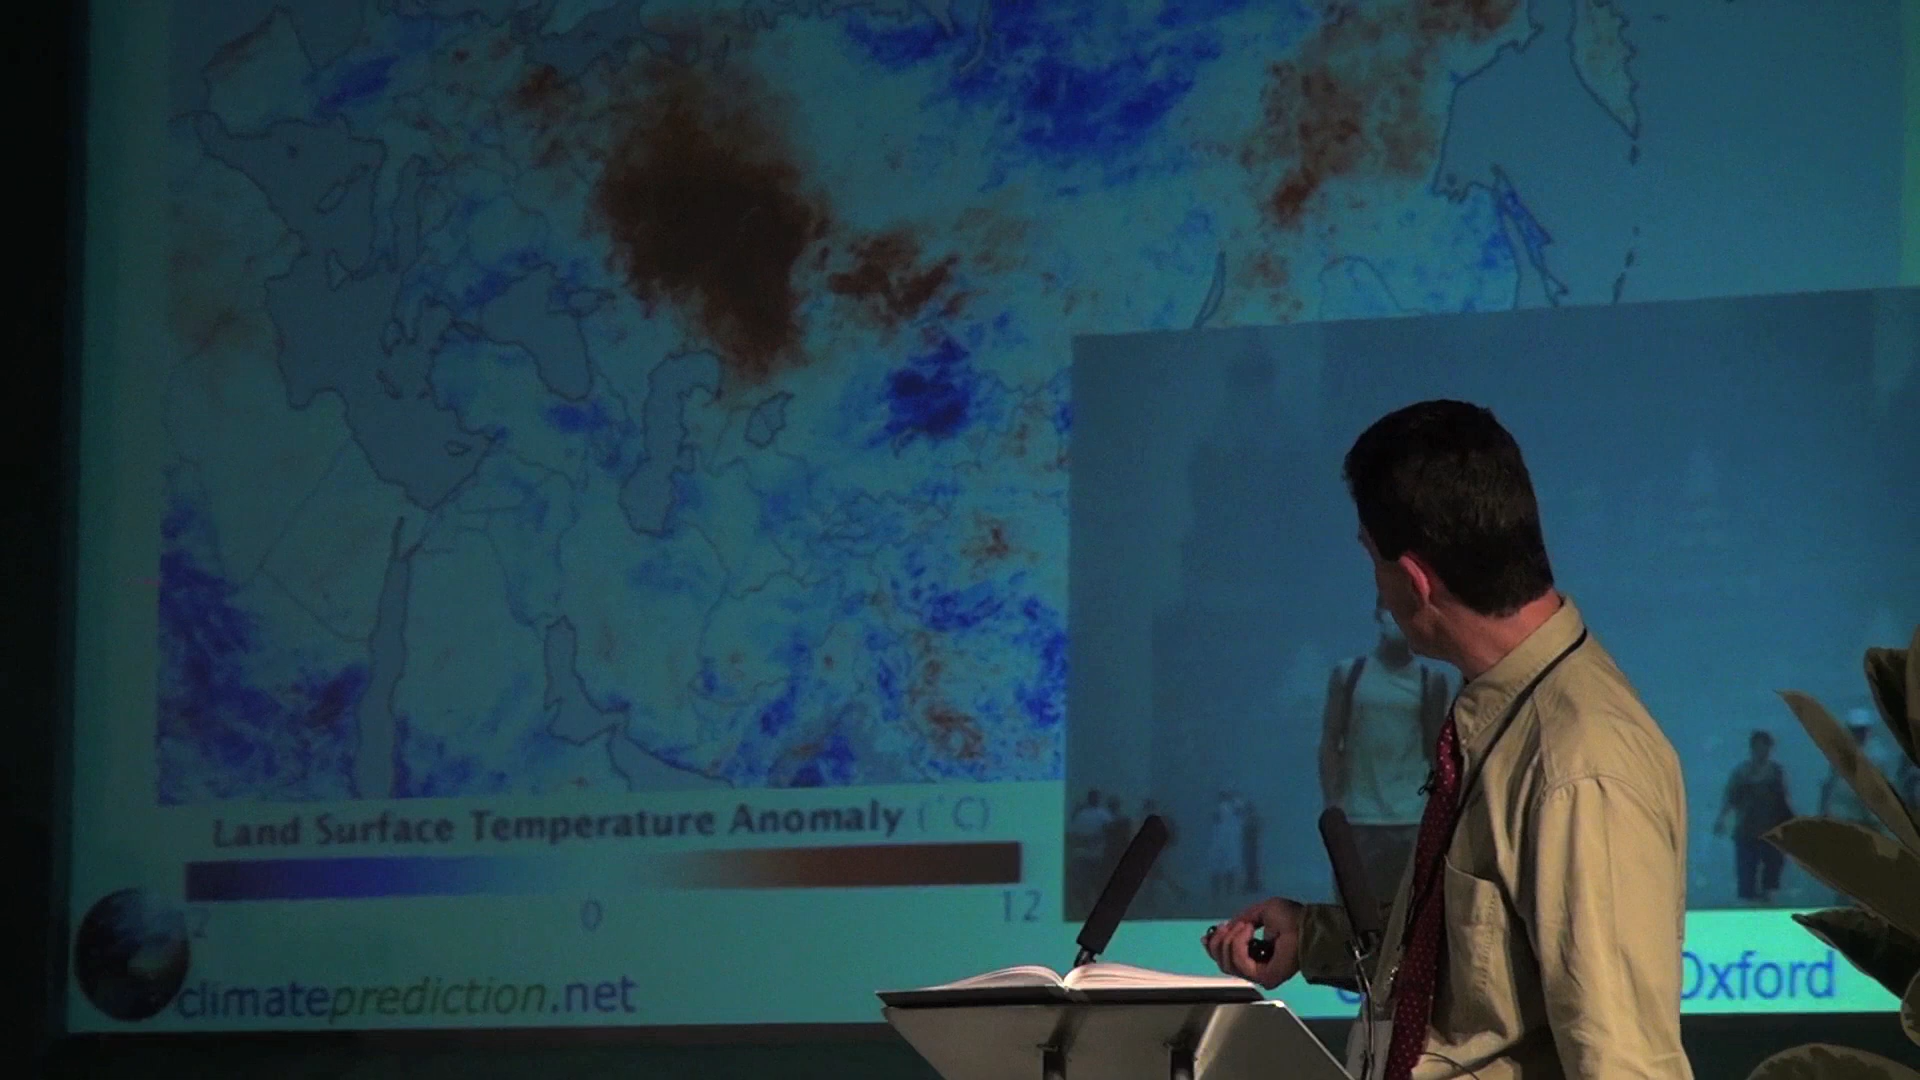 Land Surface Temperature Anomaly (°C)
0
12
climateprediction.net
Oxford